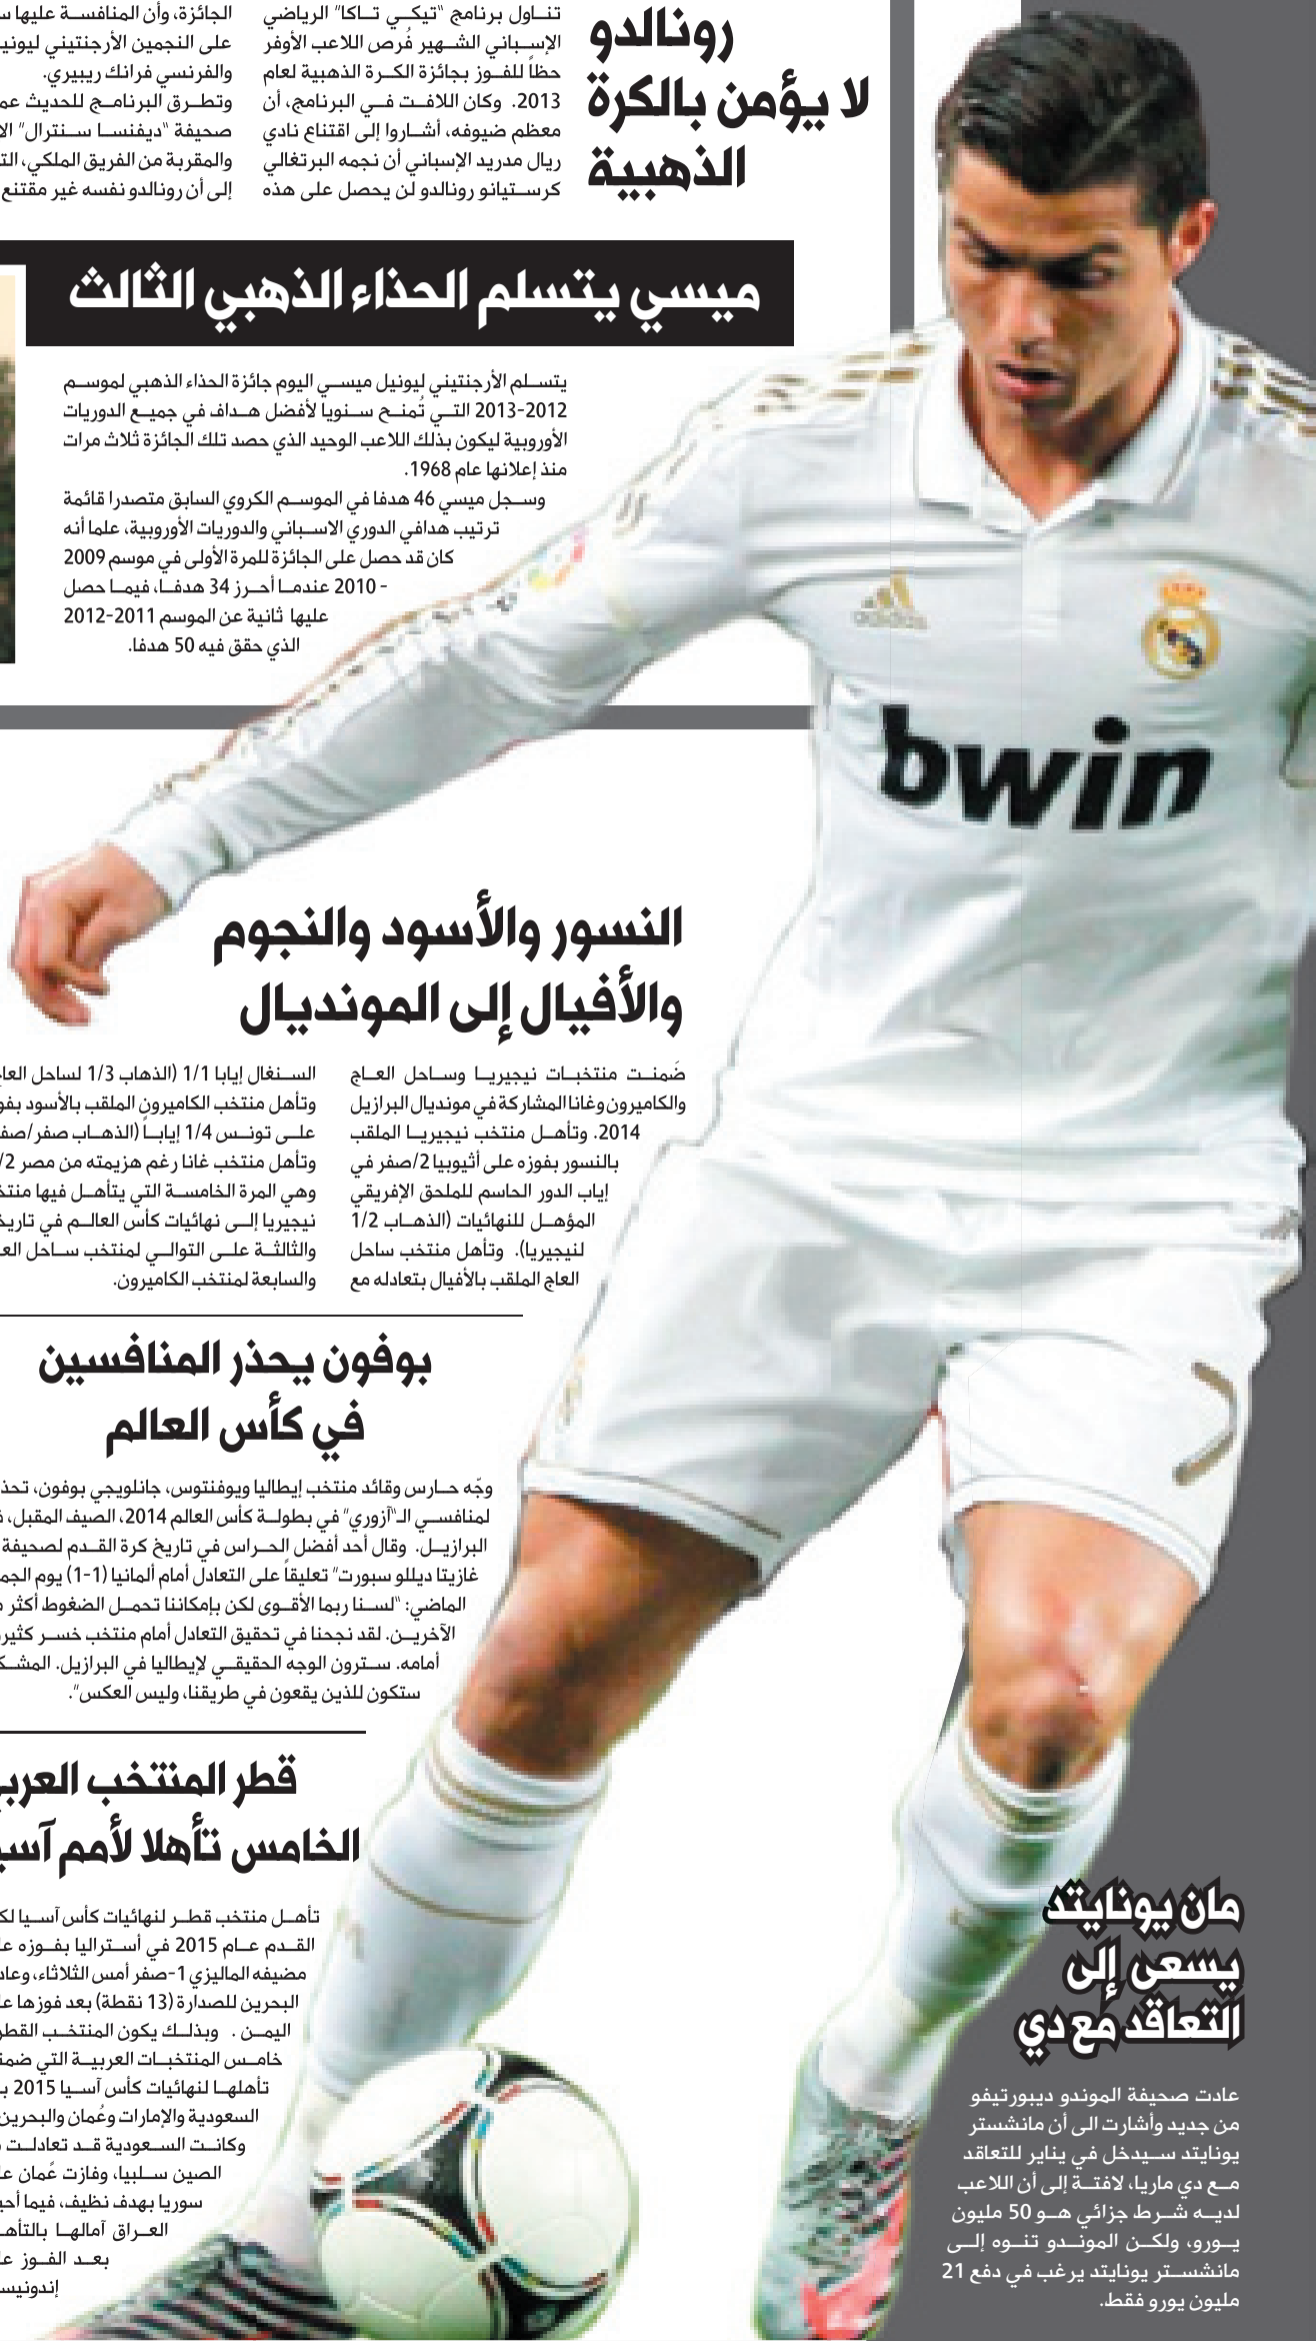 رونالدو
لا يؤمن بالكرة
الذهبية
تناول برنامج "تيكي تاكا" الرياضي
الإسباني الشهير فُرص اللاعب الأوفر
حظاً للفوز بجائزة الكرة الذهبية لعام
2013. وكان اللافت في البرنامج، أن
معظم ضيوفه، أشاروا إلى اقتناع نادي
ريال مدريد الإسباني أن نجمه البرتغالي
كرستيانو رونالدو لن يحصل على هذه
الجائزة، وأن المنافسة عليها
على النجمين الأرجنتيني
والفرنسي فرانك ريبيري.
وتطرق البرنامج للحديث
صحيفة "ديفنسا سنترال"
والمقربة من الفريق الملكي،
إلى أن رونالدو نفسه غير مقتنع
ميسي يتسلم الحذاء الذهبي الثالث
يتسلم الأرجنتيني ليونيل ميسي اليوم جائزة الحذاء الذهبي لموسم
2012-2013 التي تُمنح سنويا لأفضل هداف في جميع الدوريات
الأوروبية ليكون بذلك اللاعب الوحيد الذي حصد تلك الجائزة ثلاث مرات
منذ إعلانها عام 1968.
وسجل ميسي 46 هدفا في الموسم الكروي السابق متصدرا قائمة
ترتيب هدافي الدوري الاسباني والدوريات الأوروبية، علما أنه
كان قد حصل على الجائزة للمرة الأولى في موسم 2009
- 2010 عندما أحرز 34 هدفا، فيما حصل
عليها ثانية عن الموسم 2011-2012
الذي حقق فيه 50 هدفا.
adidas
bwin
النسور والأسود والنجوم
والأفيال إلى المونديال
ضَمنت منتخبات نيجيريا وساحل العاج
والكاميرون وغانا المشاركة في مونديال البرازيل
2014. وتأهل منتخب نيجيريا الملقب
بالنسور بفوزه على أثيوبيا 2/صفر في
إياب الدور الحاسم للملحق الإفريقي
المؤهل للنهائيات (الذهاب 1/2
لنيجيريا). وتأهل منتخب ساحل
العاج الملقب بالأفيال بتعادله مع
السنغال إيابا 1/1 (الذهاب 1/3 لساحل
وتأهل منتخب الكاميرون الملقب بالأسود
على تونس 1/4 إياباً (الذهاب صفر/
وتأهل منتخب غانا رغم هزيمته من مصر
وهي المرة الخامسة التي يتأهل فيها
نيجيريا إلى نهائيات كأس العالم في
والثالثة على التوالي لمنتخب ساحل
والسابعة لمنتخب الكاميرون.
بوفون يحذر المنافسين
في كأس العالم
وجّه حارس وقائد منتخب إيطاليا ويوفنتوس، جانلويجي بوفون،
لمنافسي الـ"آزوري" في بطولة كأس العالم 2014، الصيف المقبل،
البرازيل. وقال أحد أفضل الحراس في تاريخ كرة القدم لصحيفة
غازيتا ديللو سبورت" تعليقاً على التعادل أمام ألمانيا (1-1) يوم
الماضي: "لسنا ربما الأقوى لكن بإمكاننا تحمل الضغوط أكثر
الآخرين. لقد نجحنا في تحقيق التعادل أمام منتخب خسر
أمامه. سترون الوجه الحقيقي لإيطاليا في البرازيل.
ستكون للذين يقعون في طريقنا، وليس العكس".
قطر المنتخب
الخامس تأهلا لأمم
تأهل منتخب قطر لنهائيات كأس آسيا
القدم عام 2015 في أستراليا بفوزه
مضيفه الماليزي 1-صفر أمس الثلاثاء،
البحرين للصدارة (13 نقطة) بعد فوزها
اليمن . وبذلك يكون المنتخب
خامس المنتخبات العربية التي
تأهلها لنهائيات كأس آسيا 2015
السعودية والإمارات وعُمان والبحرين
وكانت السعودية قد تعادلت
الصين سلبيا، وفازت عُمان
سوريا بهدف نظيف، فيما
العراق آمالها
بعد الفوز
مان يونايتد
يسعى إلى
التعاقد مع دي
عادت صحيفة الموندو ديبورتيفو
من جديد وأشارت الى أن مانشستر
يونايتد سيدخل في يناير للتعاقد
مع دي ماريا، لافتة إلى أن اللاعب
لديه شرط جزائي هو 50 مليون
يورو، ولكن الموندو تنوه إلى
مانشستر يونايتد يرغب في دفع 21
مليون يورو فقط.